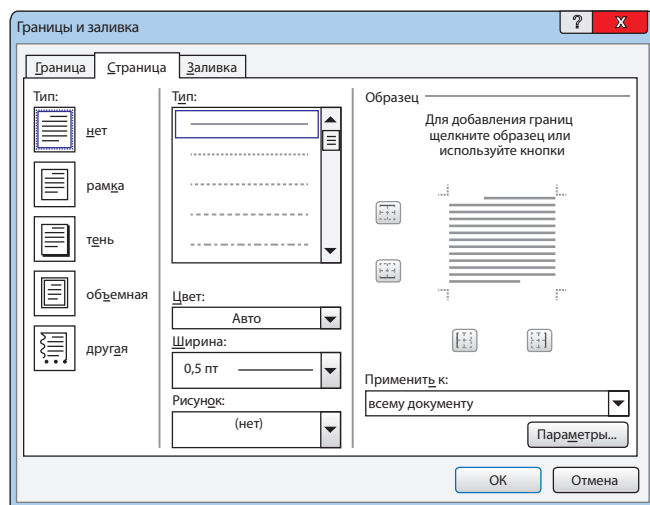 Границы и заливка
?
X
Граница
Страница
Заливка
Тип:
нет
рамка
тень
объемная
другая
Тип:
Цвет:
Авто
Ширина:
0,5 пт
Рисунок:
(нет)
Образец
Для добавления границ
щелкните образец или
используйте кнопки
Применить к:
всему документу
Параметры...
ОК
Отмена